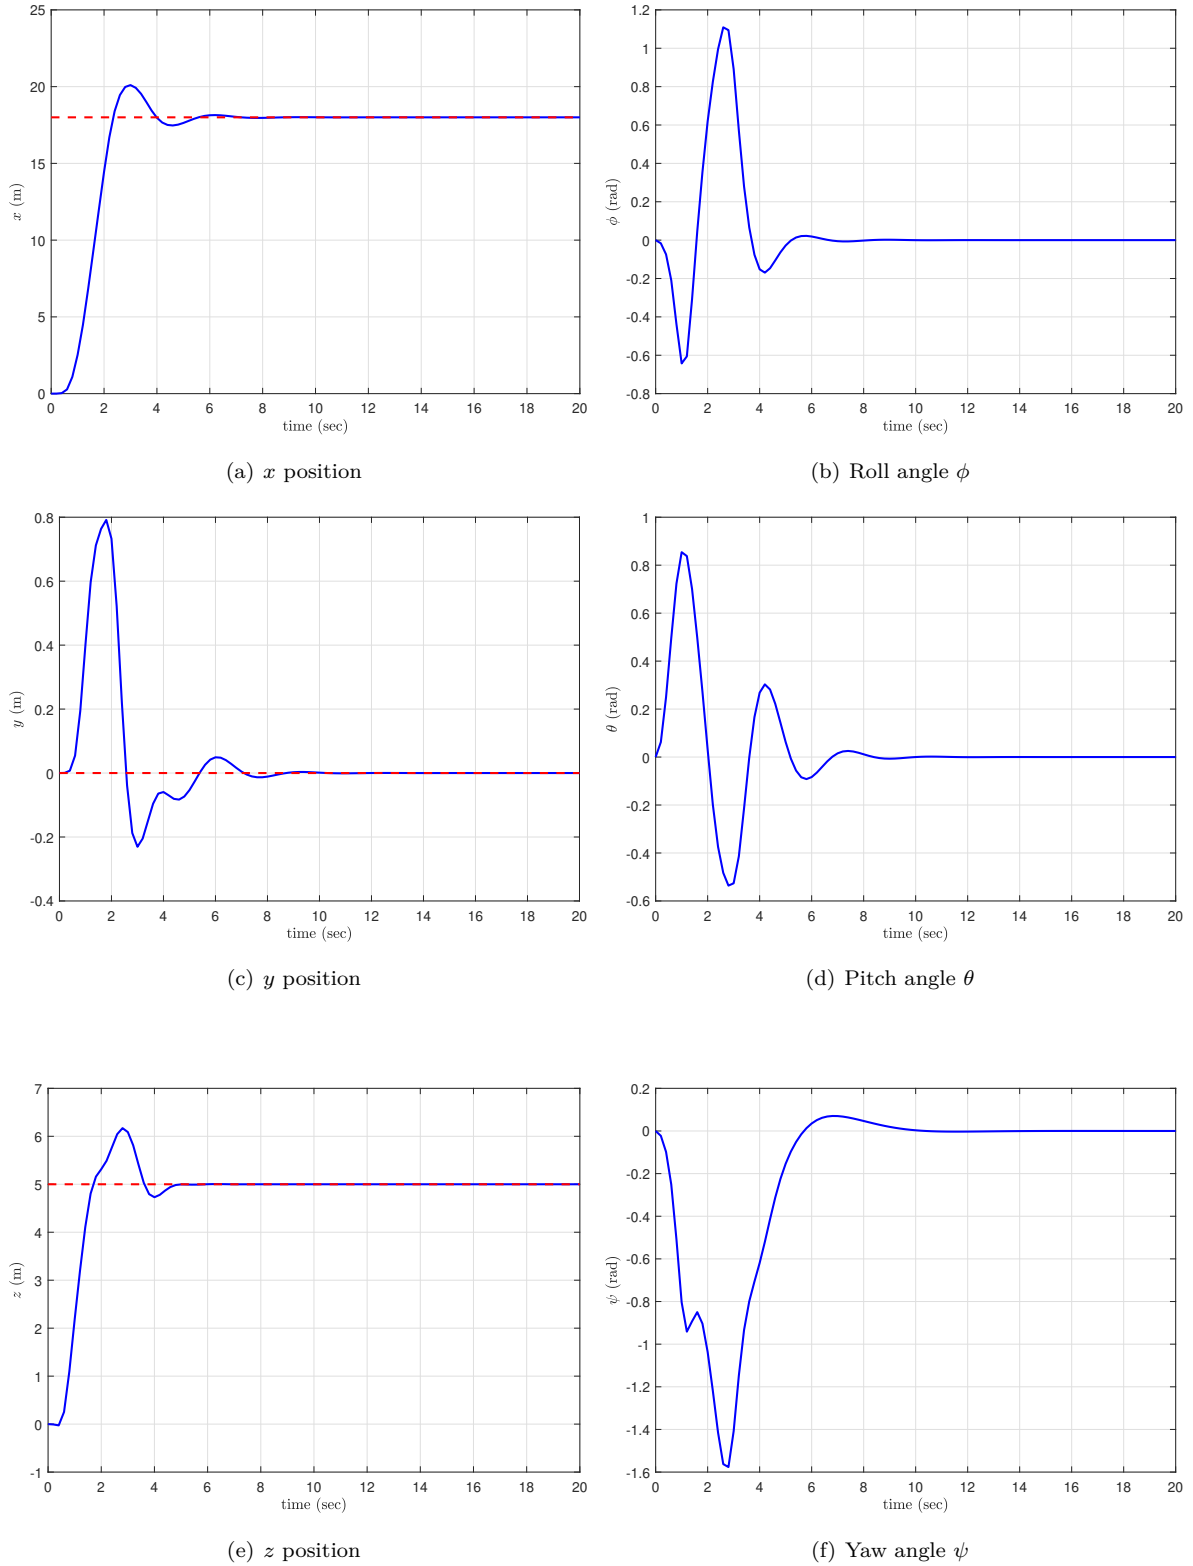 25
20
15
10
5
0
0 2 4 6 8 10 12 14 16 18 20
x (m)
time (sec)
(a) x position
1.2
1
0.8
0.6
0.4
0.2
0
-0.2
-0.4
-0.6
-0.8
0 2 4 6 8 10 12 14 16 18 20
ϕ (rad)
time (sec)
(b) Roll angle ϕ
0.8
0.6
0.4
0.2
0
-0.2
-0.4
0 2 4 6 8 10 12 14 16 18 20
y (m)
time (sec)
(c) y position
1
0.8
0.6
0.4
0.2
0
-0.2
-0.4
-0.6
0 2 4 6 8 10 12 14 16 18 20
θ (rad)
time (sec)
(d) Pitch angle θ
7
6
5
4
3
2
1
0
-1
0 2 4 6 8 10 12 14 16 18 20
z (m)
time (sec)
(e) z position
0.2
0
-0.2
-0.4
-0.6
-0.8
-1
-1.2
-1.4
-1.6
0 2 4 6 8 10 12 14 16 18 20
ψ (rad)
time (sec)
(f) Yaw angle ψ